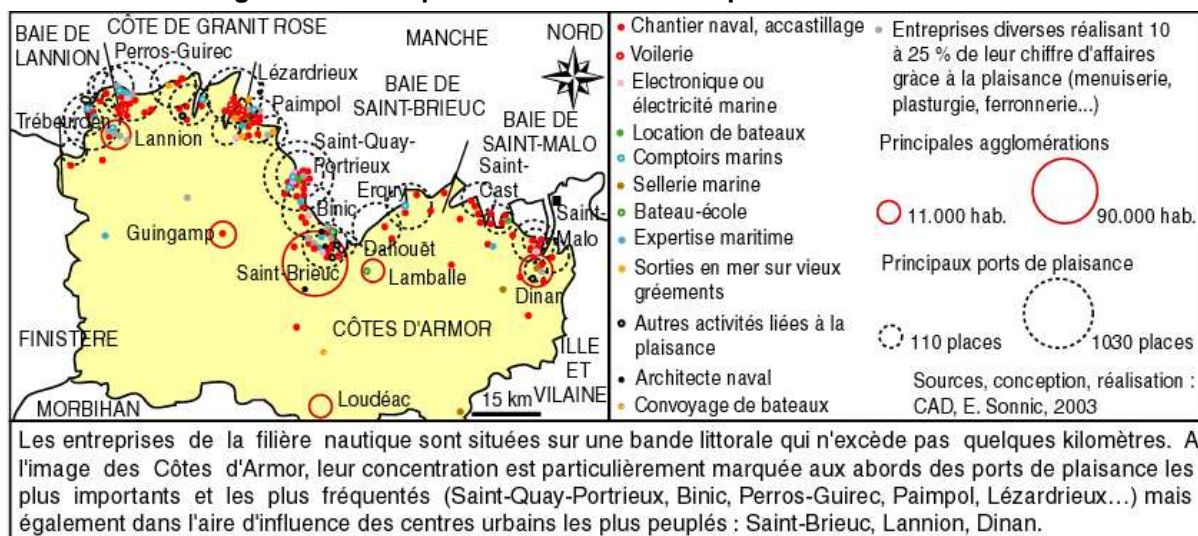 BAIE DE
LANNION
CÔTE DE GRANIT ROSE
Perros-Guirec
Lézardrieux
MANCHE
NORD
BAIE DE
SAINT-BRIEUC
Paimpol
Trébeurden
Lannion
BAIE DE
SAINT-MALO
Saint-Quay-
Portrieux
Saint-
Cast
Erquy
Binic
Saint-
Malo
Guingamp
Dahouët
Saint-Brieuc
Lamballe
Dinan
FINISTERE
CÔTES D'ARMOR
ILLE
ET
VILAINE
Loudéac
15 km
MORBIHAN
Chantier naval, accastillage
Voilerie
Electronique ou
électricité marine
Location de bateaux
Comptoirs marins
Sellerie marine
Bateau-école
Expertise maritime
Sorties en mer sur vieux
gréements
Autres activités liées à la
plaisance
Architecte naval
Convoyage de bateaux
Entreprises diverses réalisant 10
à 25 % de leur chiffre d'affaires
grâce à la plaisance (menuiserie,
plasturgie, ferronnerie...)
Principales agglomérations
11.000 hab.
90.000 hab.
Principaux ports de plaisance
110 places
1030 places
Sources, conception, réalisation :
CAD, E. Sonnic, 2003
Les entreprises de la filière nautique sont situées sur une bande littorale qui n'excède pas quelques kilomètres. A
l'image des Côtes d'Armor, leur concentration est particulièrement marquée aux abords des ports de plaisance les
plus importants et les plus fréquentés (Saint-Quay-Portrieux, Binic, Perros-Guirec, Paimpol, Lézardrieux…) mais
également dans l'aire d'influence des centres urbains les plus peuplés : Saint-Brieuc, Lannion, Dinan.